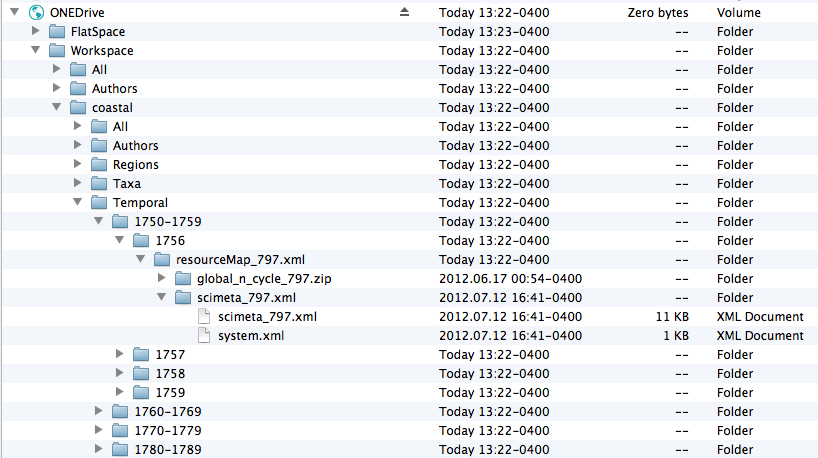 ONEDrive Today 13:22-0400 Zero bytes Volume
FlatSpace Today 13:23-0400 -- Folder
Workspace Today 13:22-0400 -- Folder
All Today 13:22-0400 -- Folder
Authors Today 13:22-0400 -- Folder
coastal Today 13:22-0400 -- Folder
All Today 13:22-0400 -- Folder
Authors Today 13:22-0400 -- Folder
Regions Today 13:22-0400 -- Folder
Taxa Today 13:22-0400 -- Folder
Temporal Today 13:22-0400 -- Folder
1750-1759 Today 13:22-0400 -- Folder
1756 Today 13:22-0400 -- Folder
resourceMap_797.xml Today 13:22-0400 -- Folder
global_n_cycle_797.zip 2012.06.17 00:54-0400 -- Folder
scimeta_797.xml 2012.07.12 16:41-0400 -- Folder
scimeta_797.xml 2012.07.12 16:41-0400 11 KB XML Document
system.xml 2012.07.12 16:41-0400 1 KB XML Document
1757 Today 13:22-0400 -- Folder
1758 Today 13:22-0400 -- Folder
1759 Today 13:22-0400 -- Folder
1760-1769 Today 13:22-0400 -- Folder
1770-1779 Today 13:22-0400 -- Folder
1780-1789 Today 13:22-0400 -- Folder